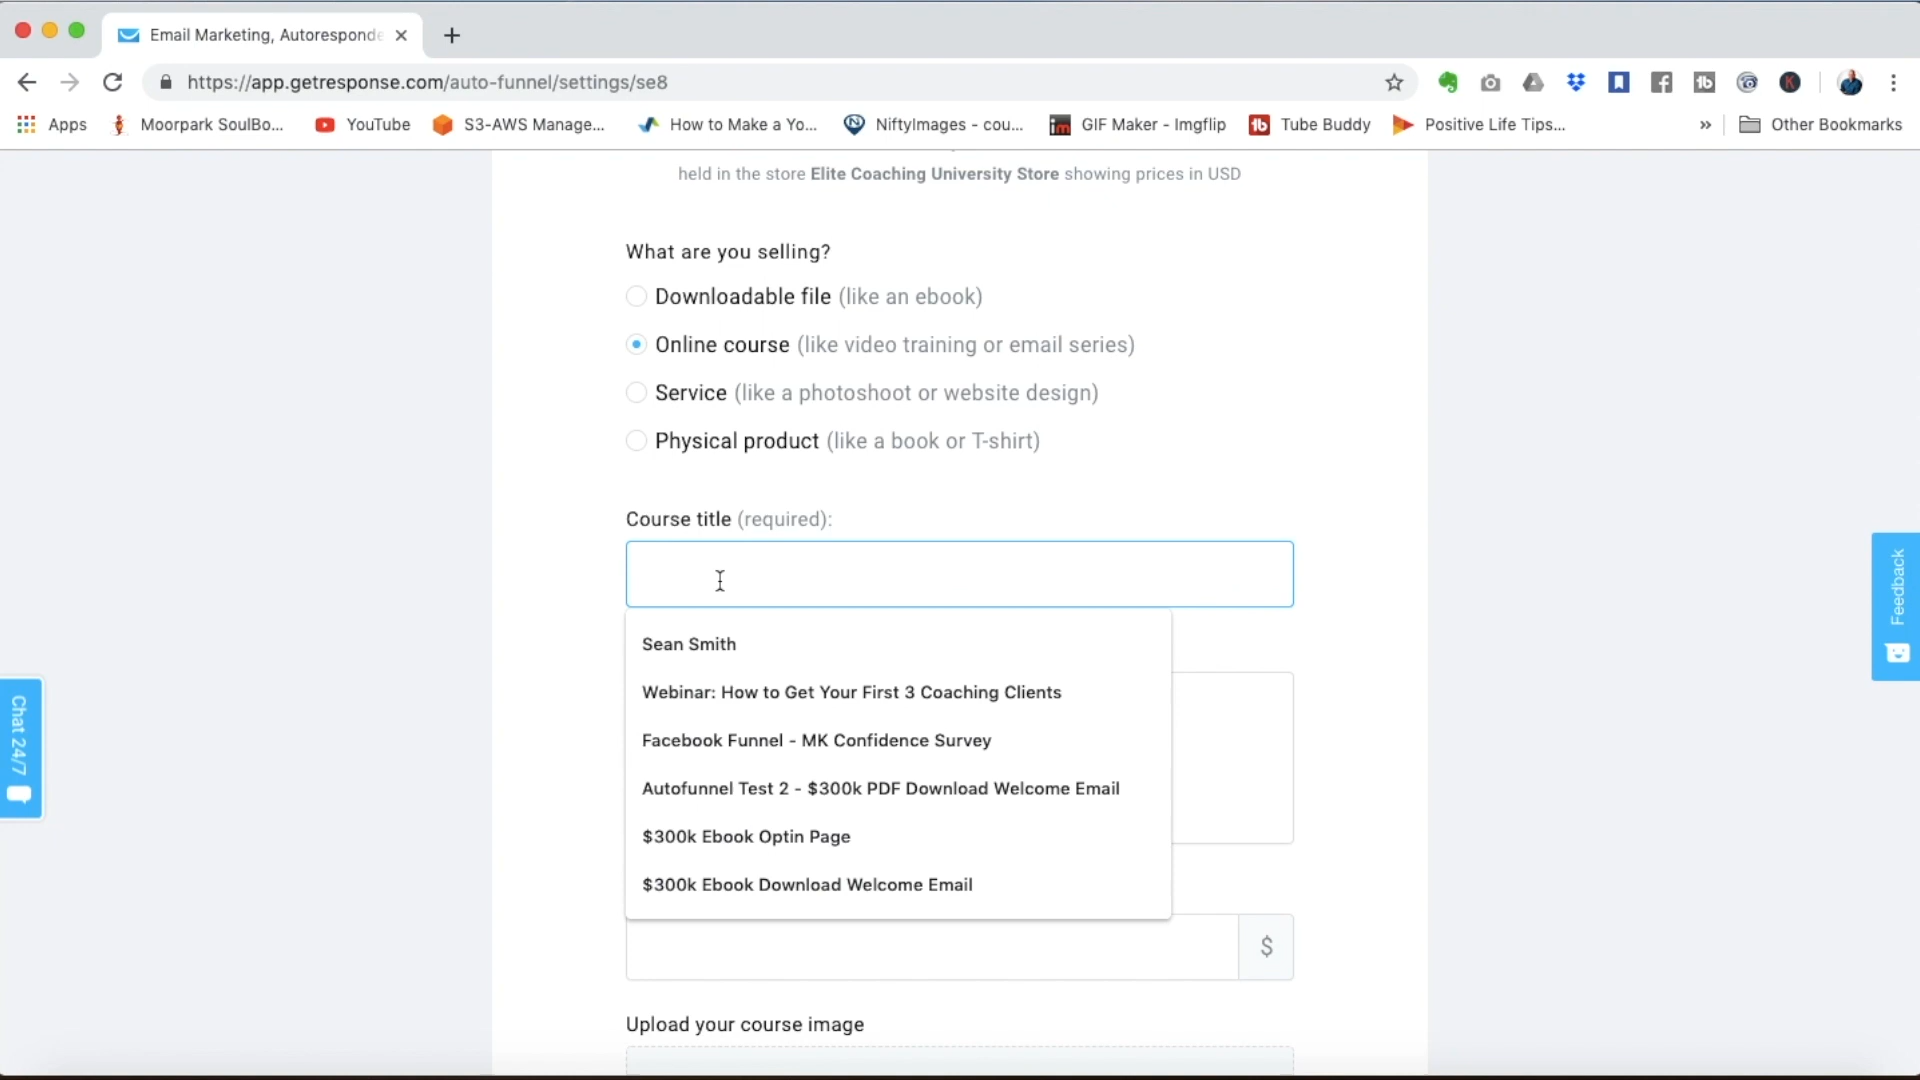 Email Marketing, Autoresponde
https://app.getresponse.com/auto-funnel/settings/se8
Apps
Moorpark SoulBo...
YouTube
S3-AWS Manage...
How to Make a Yo...
NiftyImages - cou...
GIF Maker - Imgflip
Tube Buddy
Positive Life Tips...
»
Other Bookmarks
held in the store Elite Coaching University Store showing prices in USD
What are you selling?
Downloadable file (like an ebook)
Online course (like video training or email series)
Service (like a photoshoot or website design)
Physical product (like a book or T-shirt)
Course title (required):
Sean Smith
Webinar: How to Get Your First 3 Coaching Clients
Facebook Funnel - MK Confidence Survey
Autofunnel Test 2 - $300k PDF Download Welcome Email
$300k Ebook Optin Page
$300k Ebook Download Welcome Email
$
Upload your course image
Chat 24/7
Feedback